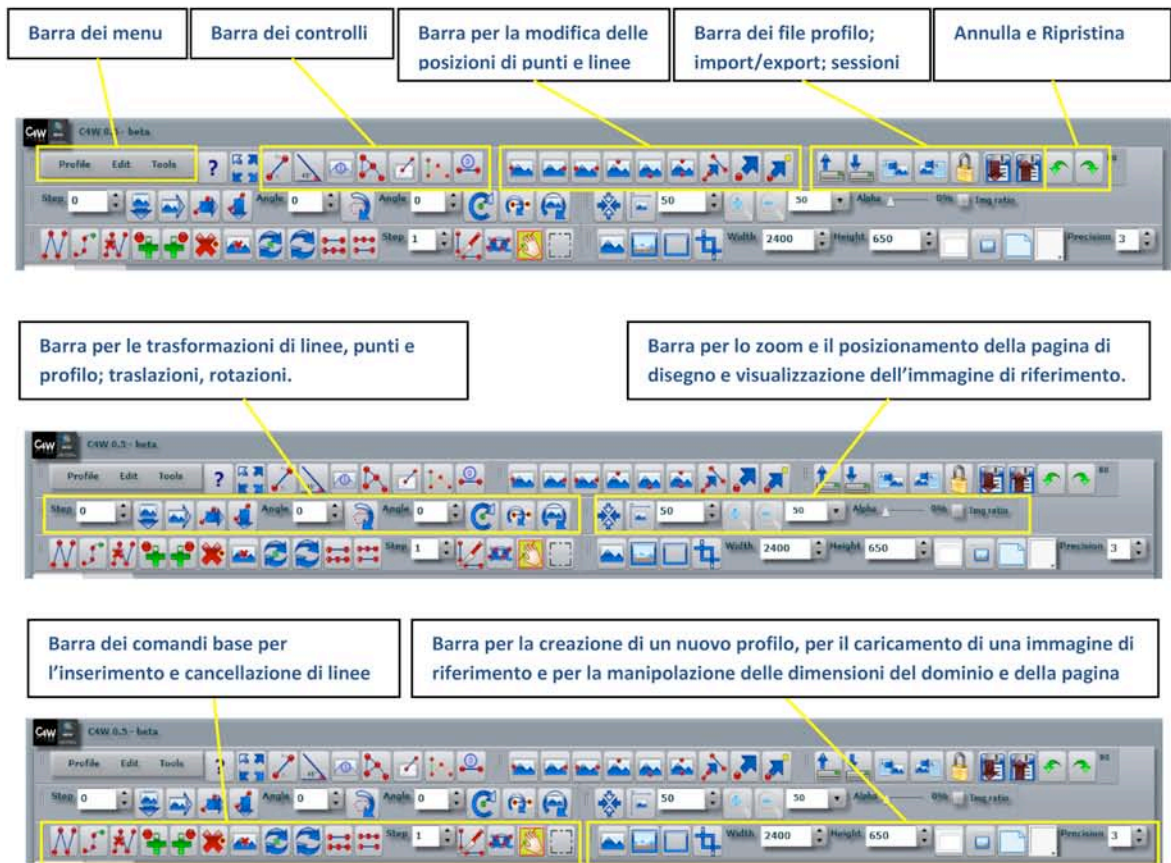 Barra dei menu
Barra dei controlli
Barra per la modifica delle
posizioni di punti e linee
Barra dei file profilo;
import/export; sessioni
Annulla e Ripristina
C4W C4W 0.5 - beta
Profile Edit Tools ?
Step 0 Angle 0 Angle 0 50 50 Alpha 0% Img ratio
Step 1 Width 2400 Height 650 Precision 3
Barra per le trasformazioni di linee, punti e
profilo; traslazioni, rotazioni.
Barra per lo zoom e il posizionamento della pagina di
disegno e visualizzazione dell'immagine di riferimento.
C4W C4W 0.5 - beta
Profile Edit Tools ?
Step 0 Angle 0 Angle 0 50 50 Alpha 0% Img ratio
Step 1 Width 2400 Height 650 Precision 3
Barra dei comandi base per
l'inserimento e cancellazione di linee
Barra per la creazione di un nuovo profilo, per il caricamento di una immagine di
riferimento e per la manipolazione delle dimensioni del dominio e della pagina
C4W C4W 0.5 - beta
Profile Edit Tools ?
Step 0 Angle 0 Angle 0 50 50 Alpha 0% Img ratio
Step 1 Width 2400 Height 650 Precision 3